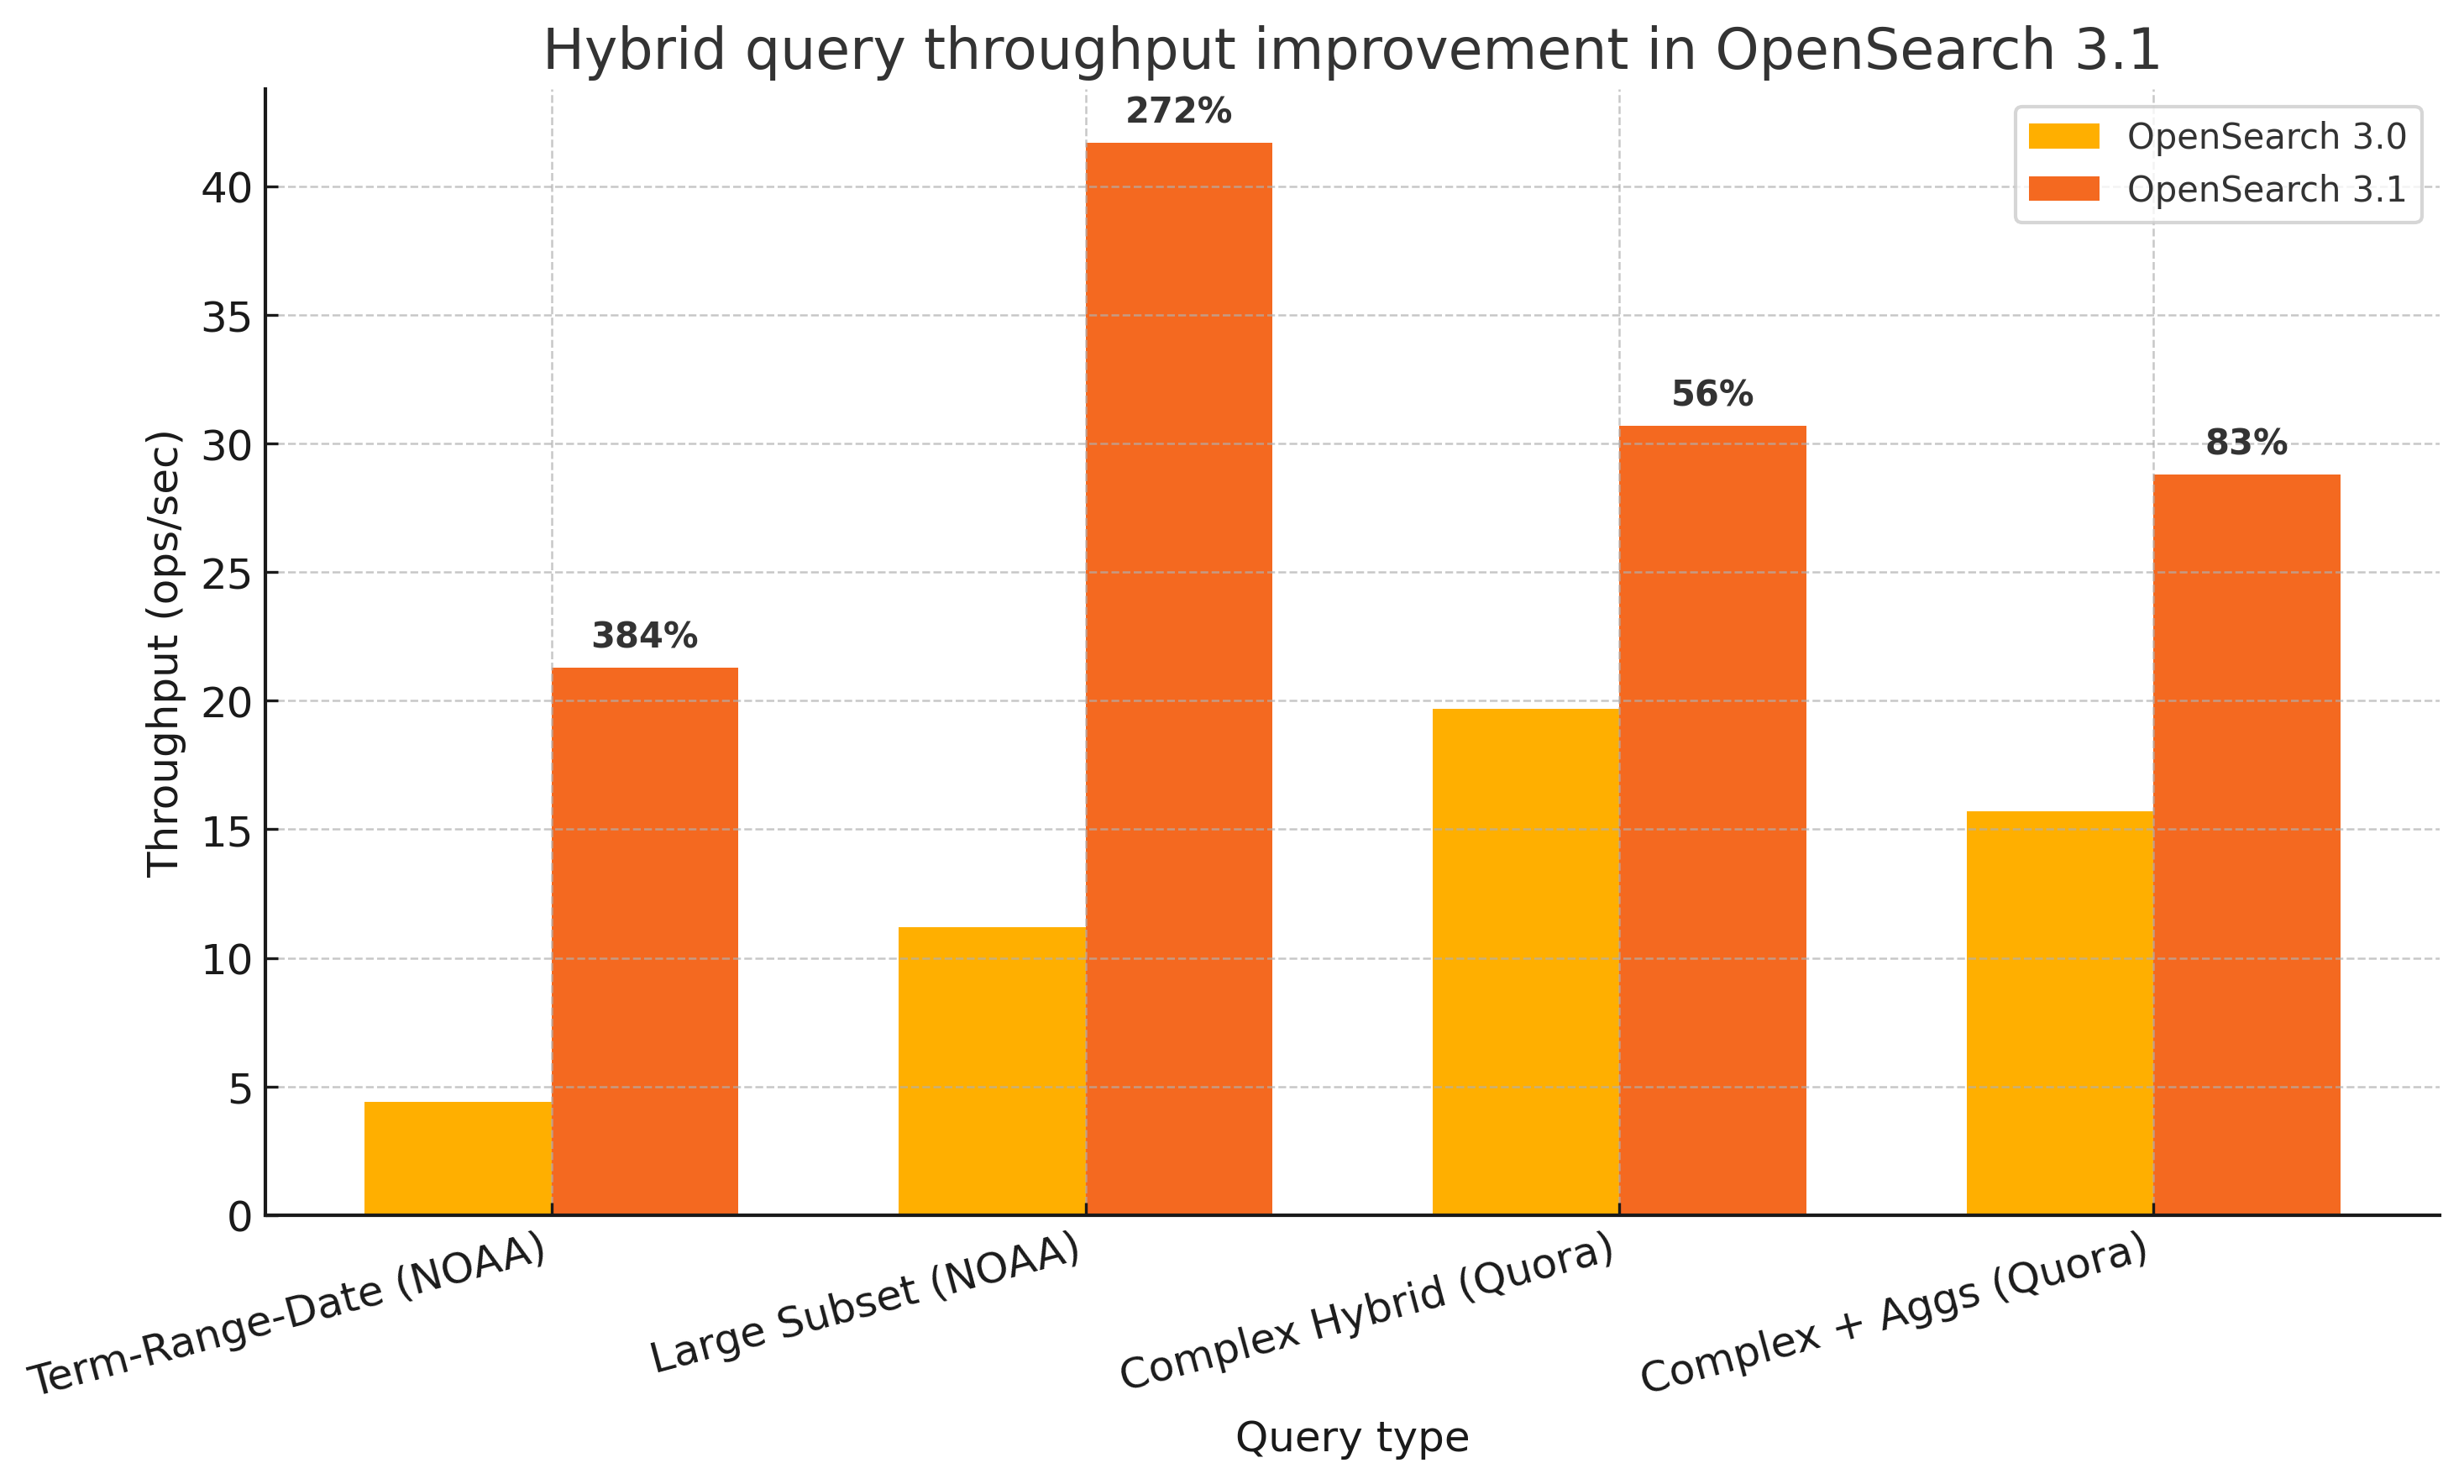 Hybrid query throughput improvement in OpenSearch 3.1
OpenSearch 3.0
OpenSearch 3.1
272%
56%
83%
384%
Throughput (ops/sec)
40
35
30
25
20
15
10
5
0
Term-Range-Date (NOAA)
Large Subset (NOAA)
Complex Hybrid (Quora)
Complex + Aggs (Quora)
Query type